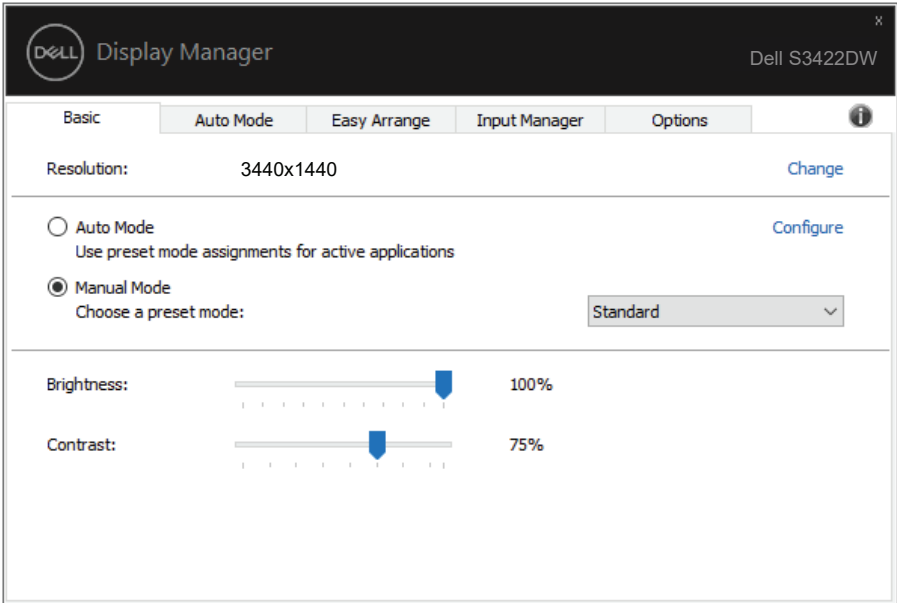 x
DELL Display Manager
Dell S3422DW
Basic Auto Mode Easy Arrange Input Manager Options i
Resolution: 3440x1440 Change
Auto Mode Configure
Use preset mode assignments for active applications
Manual Mode
Choose a preset mode: Standard
Brightness: 100%
Contrast: 75%